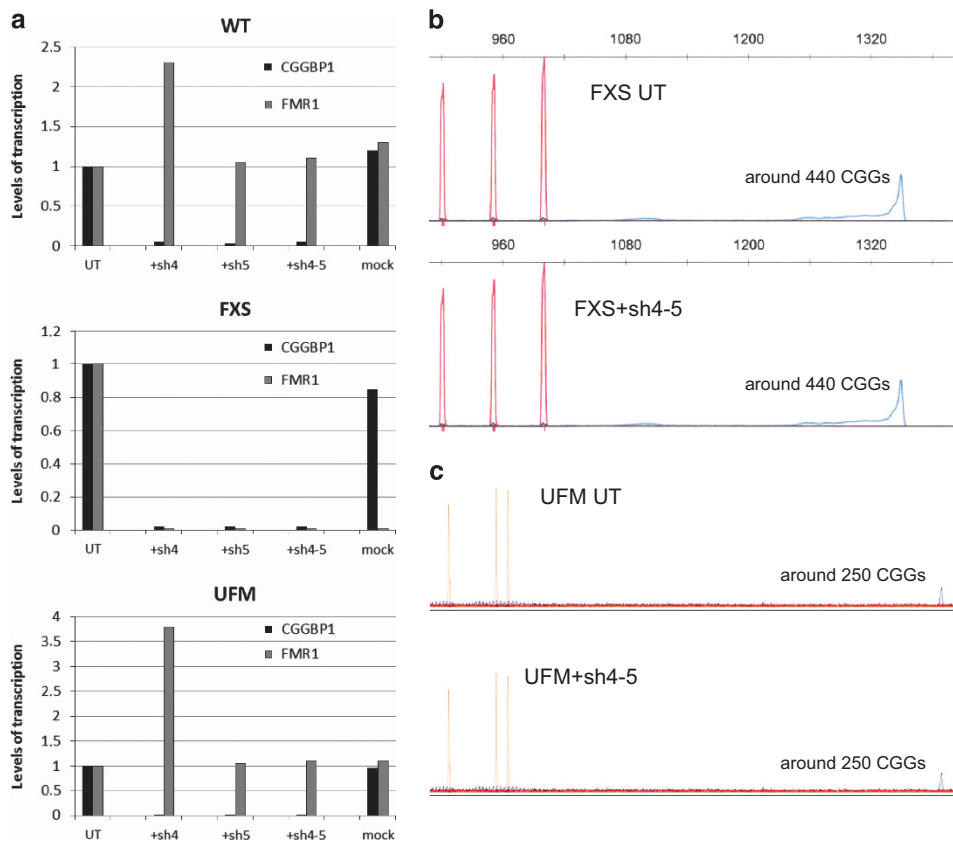 a
WT
Levels of transcription
2.5
2
1.5
1
0.5
0
CGGBP1
FMR1
UT
+sh4
+sh5
+sh4-5
mock
FXS
Levels of transcription
1.2
1
0.8
0.6
0.4
0.2
0
CGGBP1
FMR1
UT
+sh4
+sh5
+sh4-5
mock
UFM
Levels of transcription
4
3.5
3
2.5
2
1.5
1
0.5
0
CGGBP1
FMR1
UT
+sh4
+sh5
+sh4-5
mock
b
960 1080 1200 1320
FXS UT
around 440 CGGs
960 1080 1200 1320
FXS+sh4-5
around 440 CGGs
c
UFM UT
around 250 CGGs
UFM+sh4-5
around 250 CGGs